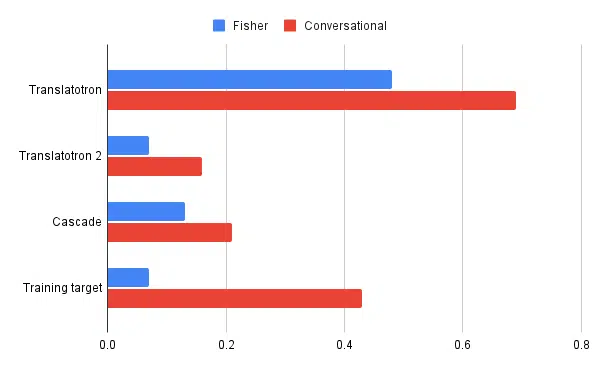 Fisher Conversational
Translatotron
Translatotron 2
Cascade
Training target
0.0 0.2 0.4 0.6 0.8